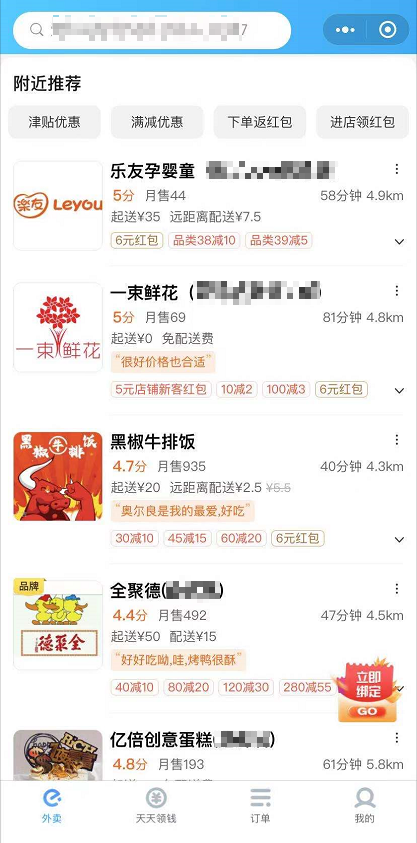 7
附近推荐
津贴优惠 满减优惠 下单返红包 进店领红包
乐友孕婴童
樂友 Leyou
5分 月售44 58分钟 4.9km
起送¥35 远距离配送¥7.5
6元红包 品类38减10 品类39减5
一束鲜花(
一束鲜花
5分 月售69 81分钟 4.8km
起送¥0 免配送费
“很好价格也合适”
5元店铺新客红包 10减2 100减3 6元红包
黑椒牛排饭
黑椒牛排饭
4.7分 月售935 40分钟 4.3km
起送¥20 远距离配送¥2.5 ¥5.5
“奥尔良是我的最爱,好吃”
30减10 45减15 60减20 6元红包
品牌
全聚德( )
德聚全
4.4分 月售492 47分钟 4.5km
起送¥50 配送¥15
“好好吃呦,哇,烤鸭很酥”
40减10 80减20 120减30 280减55
立即
绑定
GO
亿倍创意蛋糕( )
RICH
4.8分 月售193 61分钟 5.8km
外卖 天天领钱 订单 我的